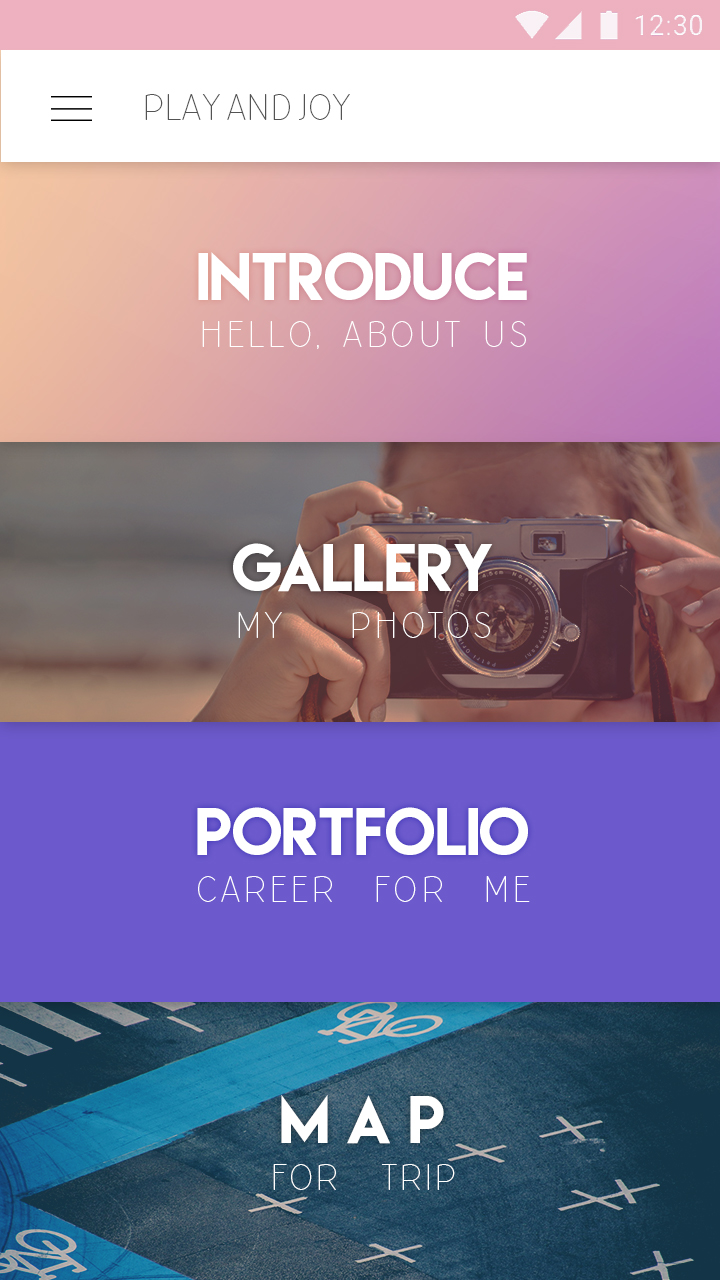 12:30
PLAY AND JOY
INTRODUCE
HELLO, ABOUT US
GALLERY
MY PHOTOS
PORTFOLIO
CAREER FOR ME
MAP
FOR TRIP